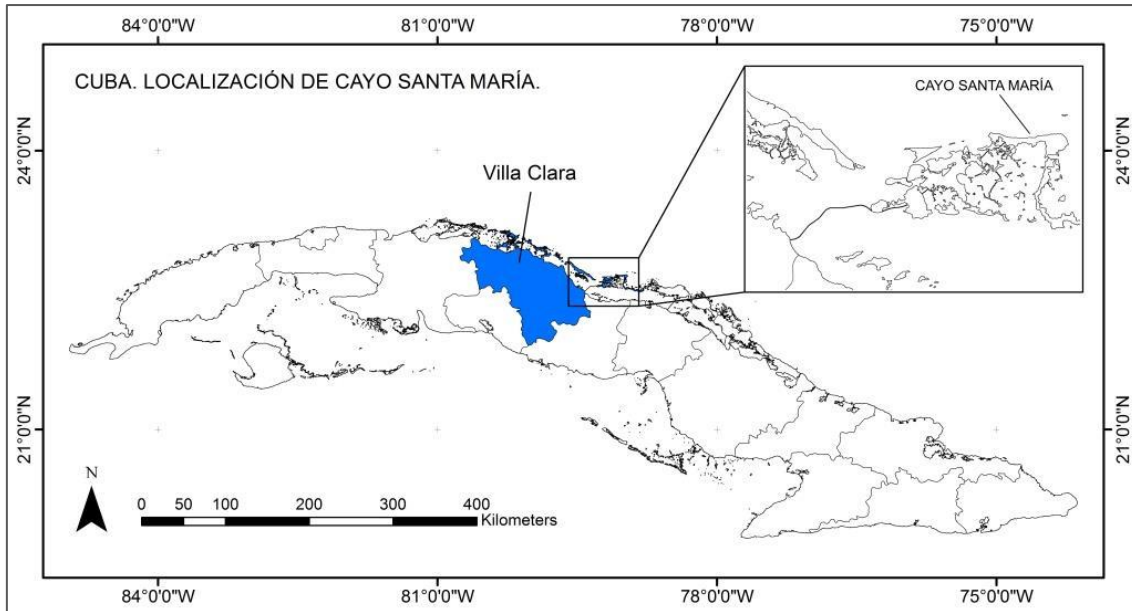 84°0'0"W 81°0'0"W 78°0'0"W 75°0'0"W
CUBA. LOCALIZACIÓN DE CAYO SANTA MARÍA.
CAYO SANTA MARÍA
24°0'0"N 24°0'0"N
Villa Clara
21°0'0"N 21°0'0"N
N
0 50 100 200 300 400
Kilometers
84°0'0"W 81°0'0"W 78°0'0"W 75°0'0"W